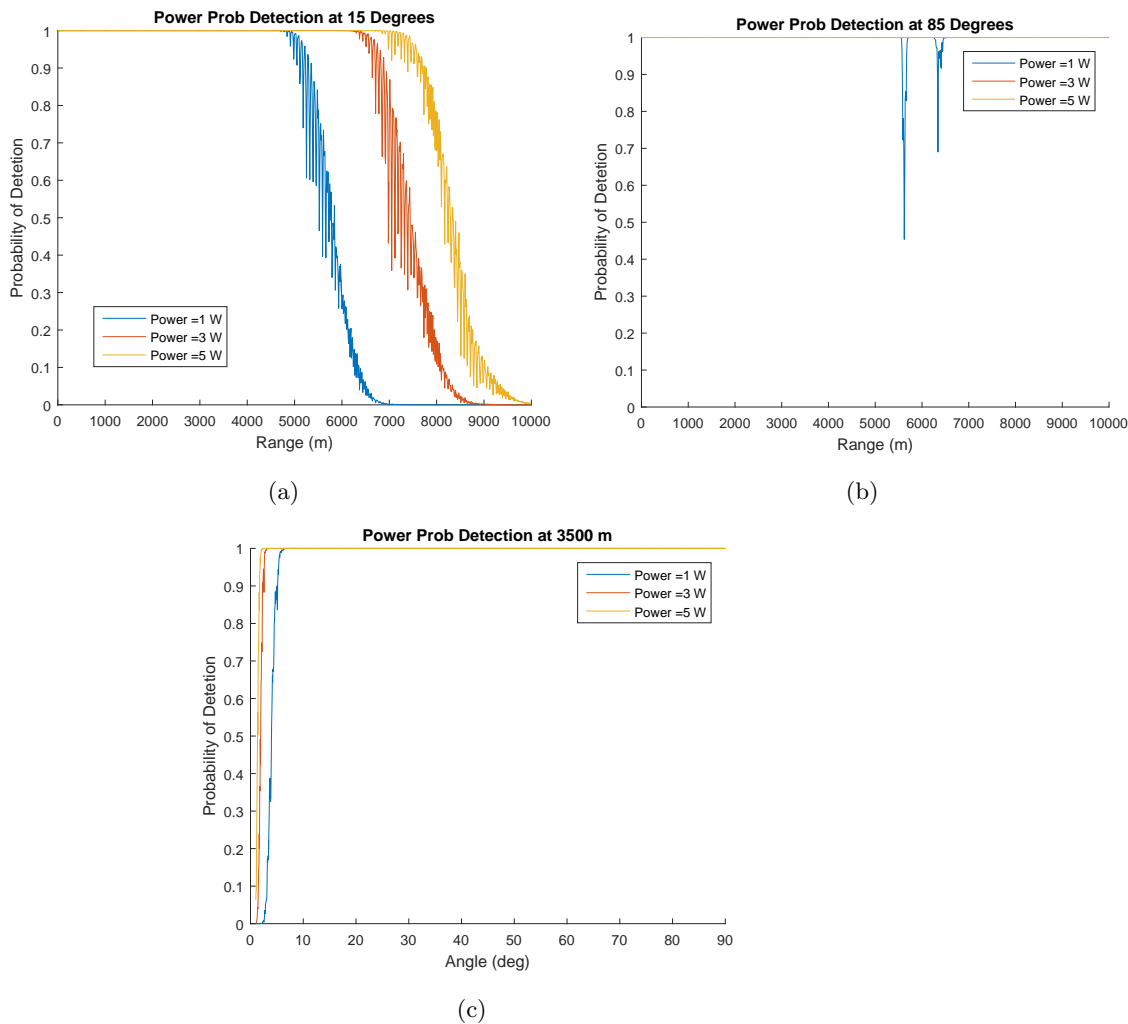 Power Prob Detection at 15 Degrees
1
0.9
0.8
0.7
0.6
0.5
0.4
0.3
0.2
0.1
0
Probability of Detetion
Power =1 W
Power =3 W
Power =5 W
0 1000 2000 3000 4000 5000 6000 7000 8000 9000 10000
Range (m)
(a)
Power Prob Detection at 85 Degrees
1
0.9
0.8
0.7
0.6
0.5
0.4
0.3
0.2
0.1
0
Probability of Detetion
Power =1 W
Power =3 W
Power =5 W
0 1000 2000 3000 4000 5000 6000 7000 8000 9000 10000
Range (m)
(b)
Power Prob Detection at 3500 m
1
0.9
0.8
0.7
0.6
0.5
0.4
0.3
0.2
0.1
0
Probability of Detetion
Power =1 W
Power =3 W
Power =5 W
0 10 20 30 40 50 60 70 80 90
Angle (deg)
(c)